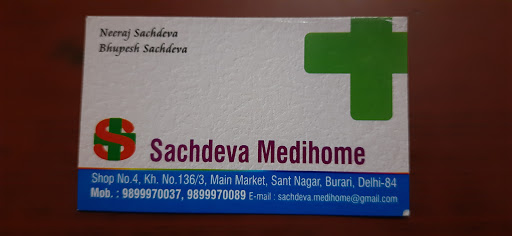 Neeraj Sachdeva
Bhupesh Sachdeva
S
Sachdeva Medihome
Shop No.4, Kh. No.136/3, Main Market, Sant Nagar, Burari, Delhi-84
Mob. : 9899970037, 9899970089 E-mail : sachdeva.medihome@gmail.com